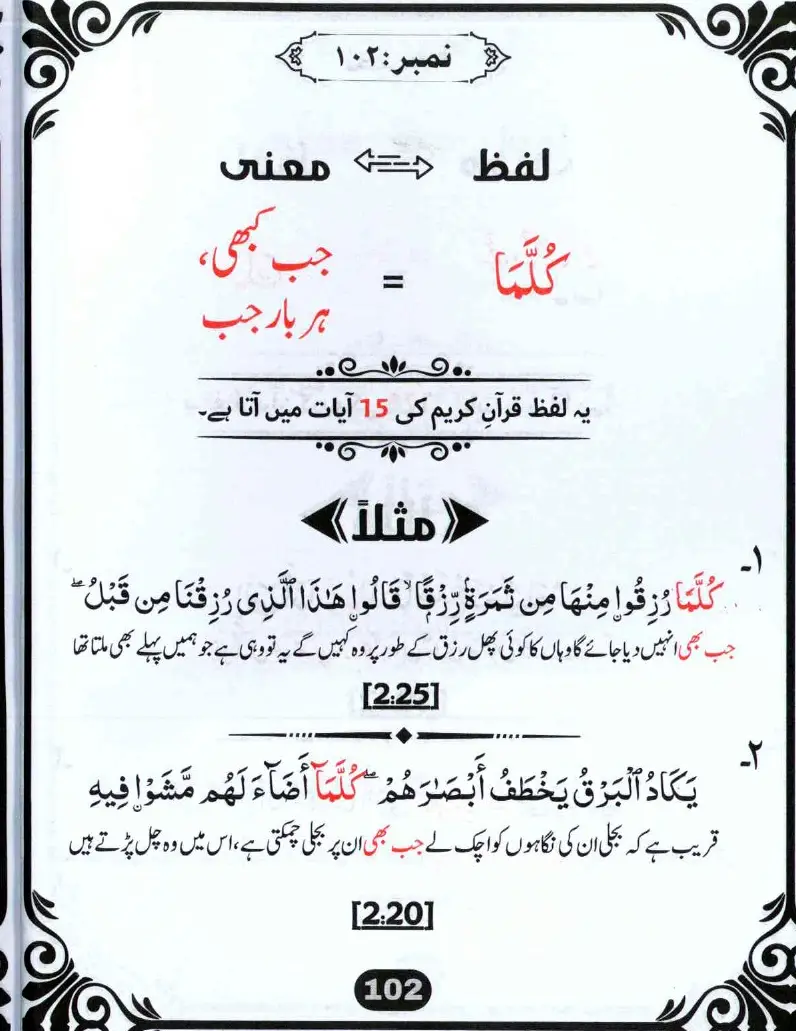 نمبر:۱۰۲
لفظ ⇔ معنی
کُلَّمَا = جب کبھی،
ہر بار جب
یہ لفظ قرآنِ کریم کی 15 آیات میں آتا ہے۔
مثلاً
۱۔
کُلَّمَا رُزِقُوا۟ مِنْهَا مِن ثَمَرَةٍۢ رِّزْقًۭا ۙ قَالُوا۟ هَٰذَا ٱلَّذِى رُزِقْنَا مِن قَبْلُ ۖ
جب بھی انہیں دیا جائے گا وہاں کا کوئی پھل رزق کے طور پر وہ کہیں گے یہ تو وہی ہے جو ہمیں پہلے بھی ملتا تھا
[2:25]
۲۔
يَكَادُ ٱلْبَرْقُ يَخْطَفُ أَبْصَٰرَهُمْ ۖ كُلَّمَآ أَضَآءَ لَهُم مَّشَوْا۟ فِيهِ
قریب ہے کہ بجلی ان کی نگاہوں کو اچک لے جب بھی ان پر بجلی چمکتی ہے، اس میں وہ چل پڑتے ہیں
[2:20]
102